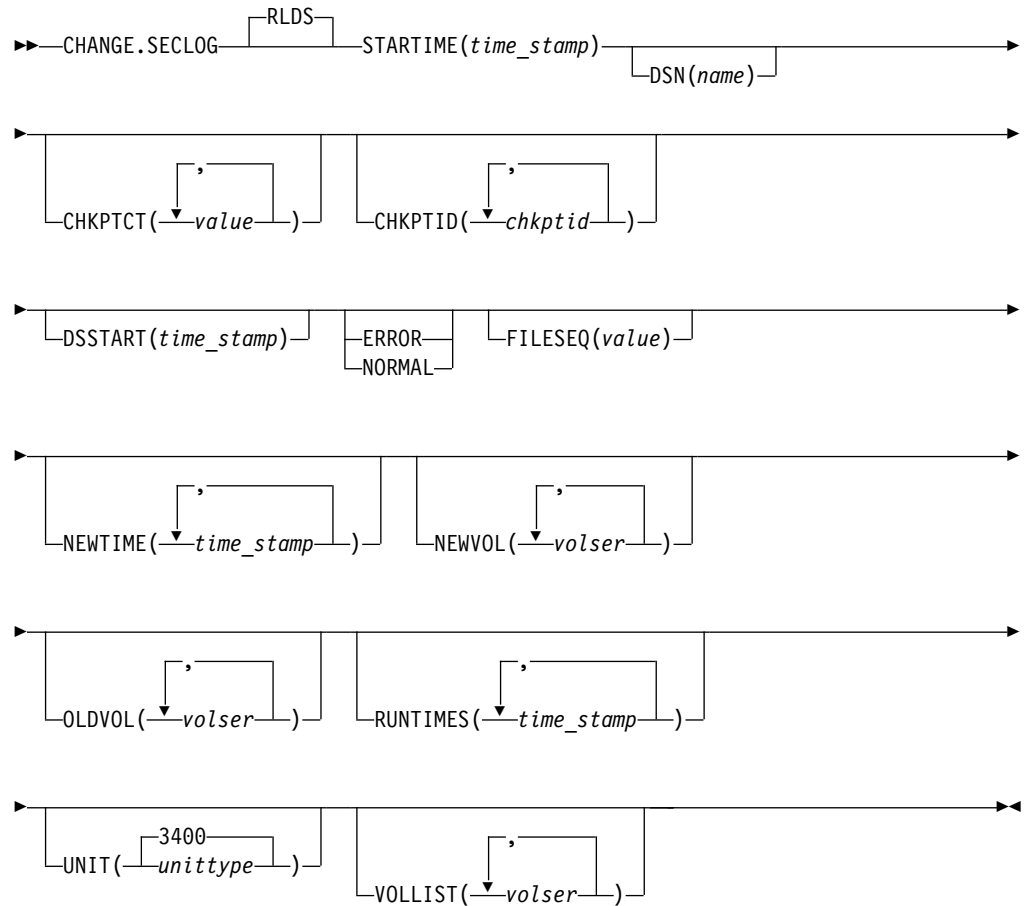 RLDS
CHANGE.SECLOG STARTIME(time_stamp)
DSN(name)
, ,
CHKPTCT( value ) CHKPTID( chkptid )
DSSTART(time_stamp) ERROR FILESEQ(value)
NORMAL
, ,
NEWTIME( time_stamp ) NEWVOL( volser )
, ,
OLDVOL( volser ) RUNTIMES( time_stamp )
3400 ,
UNIT( unittype ) VOLLIST( volser )